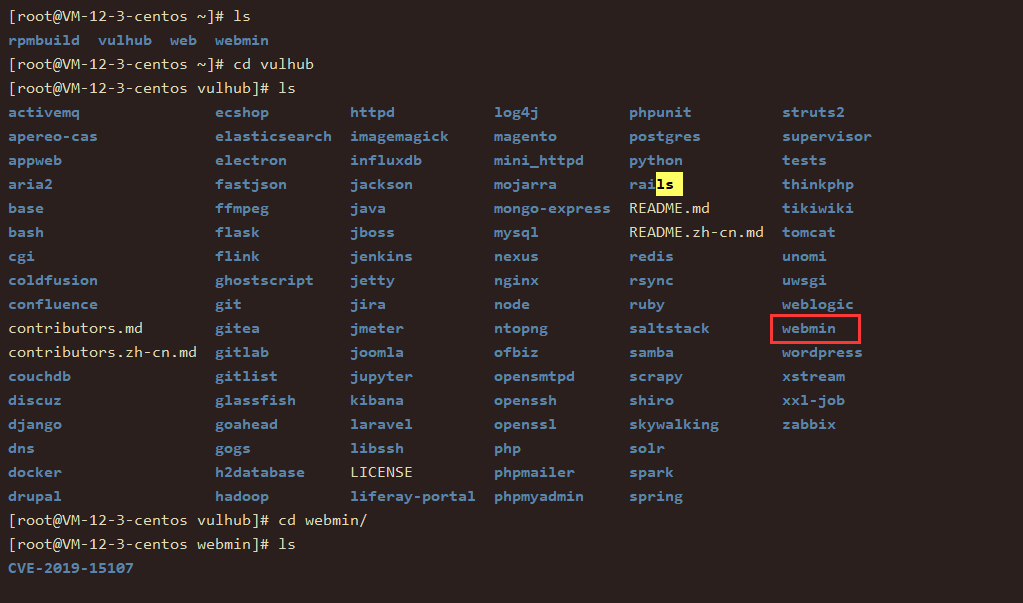 [root@VM-12-3-centos ~]# ls
rpmbuild  vulhub  web  webmin
[root@VM-12-3-centos ~]# cd vulhub
[root@VM-12-3-centos vulhub]# ls
activemq  ecshop  httpd  log4j  phpunit  struts2
apereo-cas  elasticsearch  imagemagick  magento  postgres  supervisor
appweb  electron  influxdb  mini_httpd  python  tests
aria2  fastjson  jackson  mojarra  rails  thinkphp
base  ffmpeg  java  mongo-express  README.md  tikiwiki
bash  flask  jboss  mysql  README.zh-cn.md  tomcat
cgi  flink  jenkins  nexus  redis  unomi
coldfusion  ghostscript  jetty  nginx  rsync  uwsgi
confluence  git  jira  node  ruby  weblogic
contributors.md  gitea  jmeter  ntopng  saltstack  webmin
contributors.zh-cn.md  gitlab  joomla  ofbiz  samba  wordpress
couchdb  gitlist  jupyter  opensmtpd  scrapy  xstream
discuz  glassfish  kibana  openssh  shiro  xxl-job
django  goahead  laravel  openssl  skywalking  zabbix
dns  gogs  libssh  php  solr
docker  h2database  LICENSE  phpmailer  spark
drupal  hadoop  liferay-portal  phpmyadmin  spring
[root@VM-12-3-centos vulhub]# cd webmin/
[root@VM-12-3-centos webmin]# ls
CVE-2019-15107